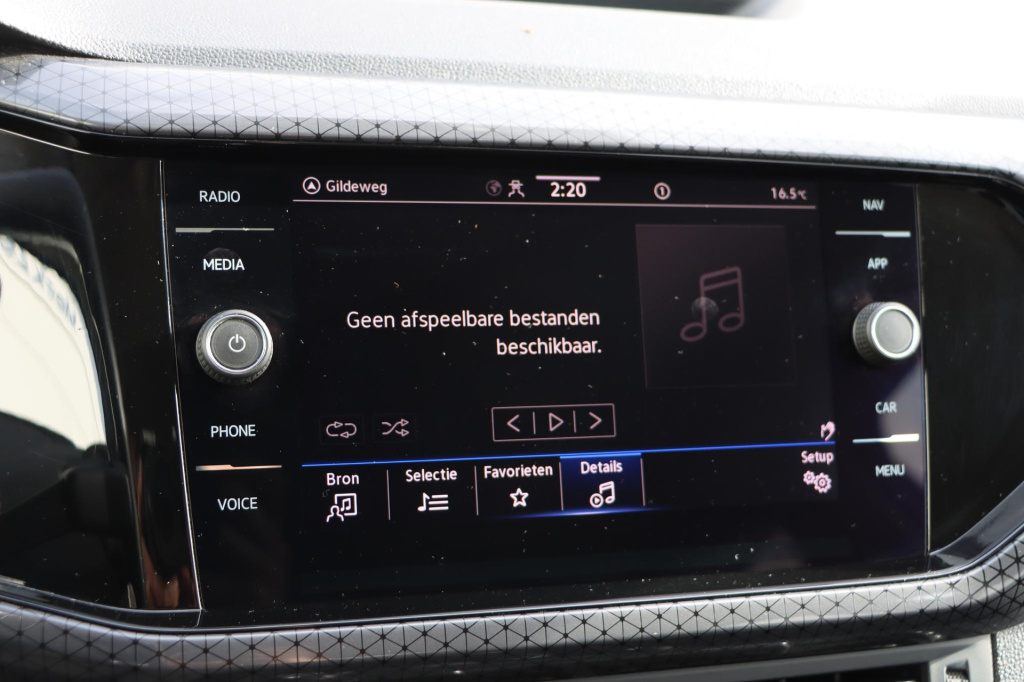 RADIO
MEDIA
PHONE
VOICE
Gildeweg
2:20
1
16.5°C
Geen afspeelbare bestanden
beschikbaar.
Bron
Selectie
Favorieten
Details
Setup
NAV
APP
CAR
MENU